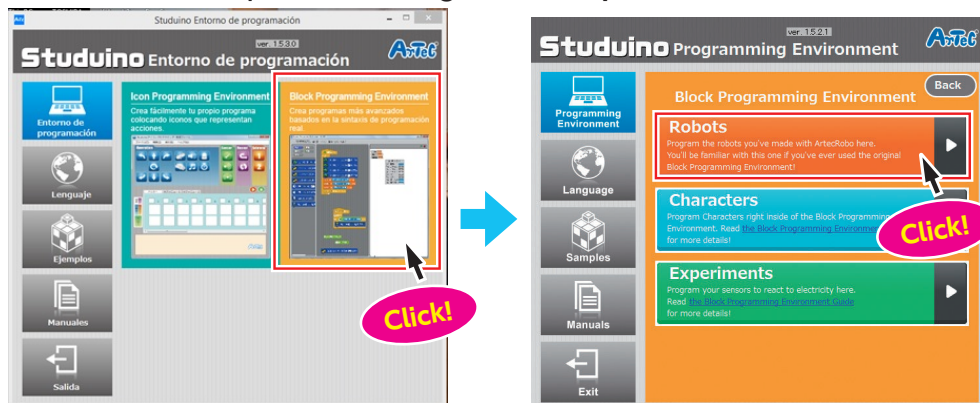 Studuino Entorno de programación
Studuino Entorno de programación
ver. 1.5.3.0
ArTeC
Entorno de
programación
Lenguaje
Ejemplos
Manuales
Salida
Icon Programming Environment
Crea fácilmente tu propio programa
colocando iconos que representan
acciones.
Block Programming Environment
Crea programas más avanzados
basados en la sintaxis de programación
real.
Click!
Studuino Programming Environment
ver. 1.5.2.1
ArTeC
Programming
Environment
Language
Samples
Manuals
Exit
Block Programming Environment
Back
Robots
Program the robots you've made with ArtecRobo here.
You'll be familiar with this one if you've ever used the original
Block Programming Environment!
Characters
Program Characters right inside of the Block Programming
Environment. Read the Block Programming Environment
for more details!
Click!
Experiments
Program your sensors to react to electricity here.
Read the Block Programming Environment Guide
for more details!